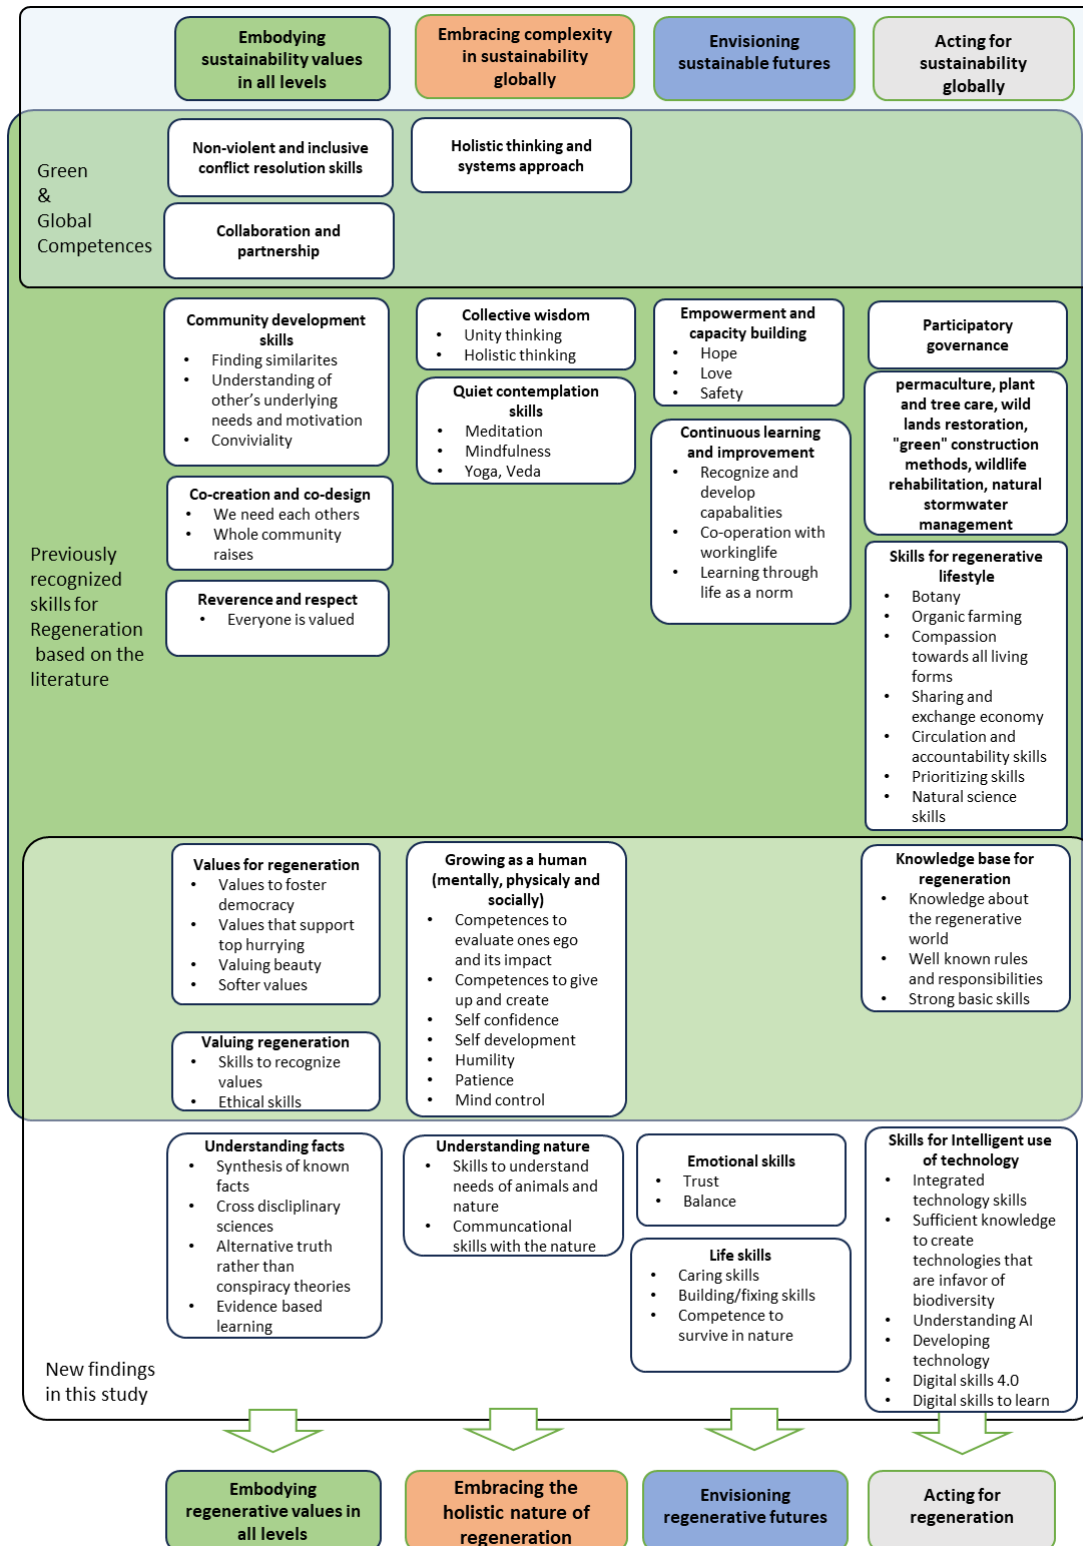 Embodying
sustainability values
in all levels
Embracing complexity
in sustainability
globally
Envisioning
sustainable futures
Acting for
sustainability
globally
Green
&
Global
Competences
Non-violent and inclusive
conflict resolution skills
Collaboration and
partnership
Holistic thinking and
systems approach
Previously
recognized
skills for
Regeneration
based on the
literature
Community development
skills
• Finding similarites
• Understanding of
other's underlying
needs and motivation
• Conviviality
Co-creation and co-design
• We need each others
• Whole community
raises
Reverence and respect
• Everyone is valued
Collective wisdom
• Unity thinking
• Holistic thinking
Quiet contemplation
skills
• Meditation
• Mindfulness
• Yoga, Veda
Empowerment and
capacity building
• Hope
• Love
• Safety
Continuous learning
and improvement
• Recognize and
develop
capabalities
• Co-operation with
workinglife
• Learning through
life as a norm
Participatory
governance
permaculture, plant
and tree care, wild
lands restoration,
"green" construction
methods, wildlife
rehabilitation, natural
stormwater
management
Skills for regenerative
lifestyle
• Botany
• Organic farming
• Compassion
towards all living
forms
• Sharing and
exchange economy
• Circulation and
accountability skills
• Prioritizing skills
• Natural science
skills
Values for regeneration
• Values to foster
democracy
• Values that support
top hurrying
• Valuing beauty
• Softer values
Valuing regeneration
• Skills to recognize
values
• Ethical skills
Growing as a human
(mentally, physicaly and
socially)
• Competences to
evaluate ones ego
and its impact
• Competences to give
up and create
• Self confidence
• Self development
• Humility
• Patience
• Mind control
Knowledge base for
regeneration
• Knowledge about
the regenerative
world
• Well known rules
and responsibilities
• Strong basic skills
New findings
in this study
Understanding facts
• Synthesis of known
facts
• Cross discliplinary
sciences
• Alternative truth
rather than
conspiracy theories
• Evidence based
learning
Understanding nature
• Skills to understand
needs of animals and
nature
• Communcational
skills with the nature
Emotional skills
• Trust
• Balance
Life skills
• Caring skills
• Building/fixing skills
• Competence to
survive in nature
Skills for Intelligent use
of technology
• Integrated
technology skills
• Sufficient knowledge
to create
technologies that
are infavor of
biodiversity
• Understanding AI
• Developing
technology
• Digital skills 4.0
• Digital skills to learn
Embodying
regenerative values in
all levels
Embracing the
holistic nature of
regeneration
Envisioning
regenerative futures
Acting for
regeneration